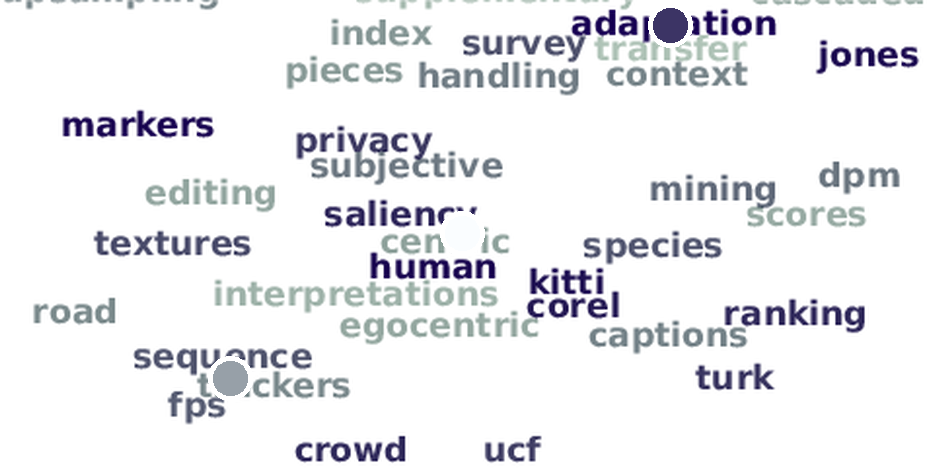 supplementary
cascaded
index
survey
adaptation
transfer
jones
pieces
handling
context
markers
privacy
subjective
editing
mining
dpm
saliency
scores
textures
centric
species
human
kitti
interpretations
corel
road
egocentric
captions
ranking
sequence
trackers
turk
fps
crowd
ucf